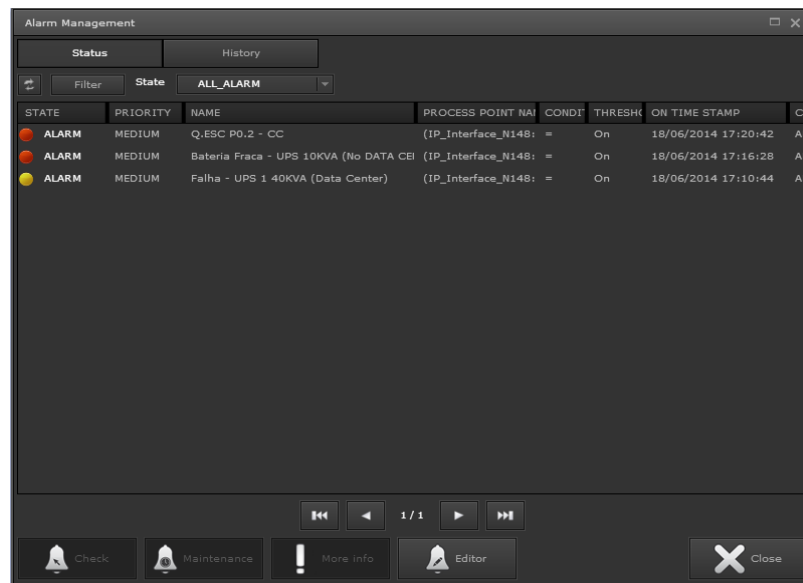 Alarm Management
Status History
Filter State ALL_ALARM
STATE PRIORITY NAME PROCESS POINT NAI CONDI THRESH ON TIME STAMP C
ALARM MEDIUM Q.ESC P0.2 - CC (IP_Interface_N148: = On 18/06/2014 17:20:42 A
ALARM MEDIUM Bateria Fraca - UPS 10KVA (No DATA CEI (IP_Interface_N148: = On 18/06/2014 17:16:28 A
ALARM MEDIUM Falha - UPS 1 40KVA (Data Center) (IP_Interface_N148: = On 18/06/2014 17:10:44 A
1 / 1
Check Maintenance More info Editor Close